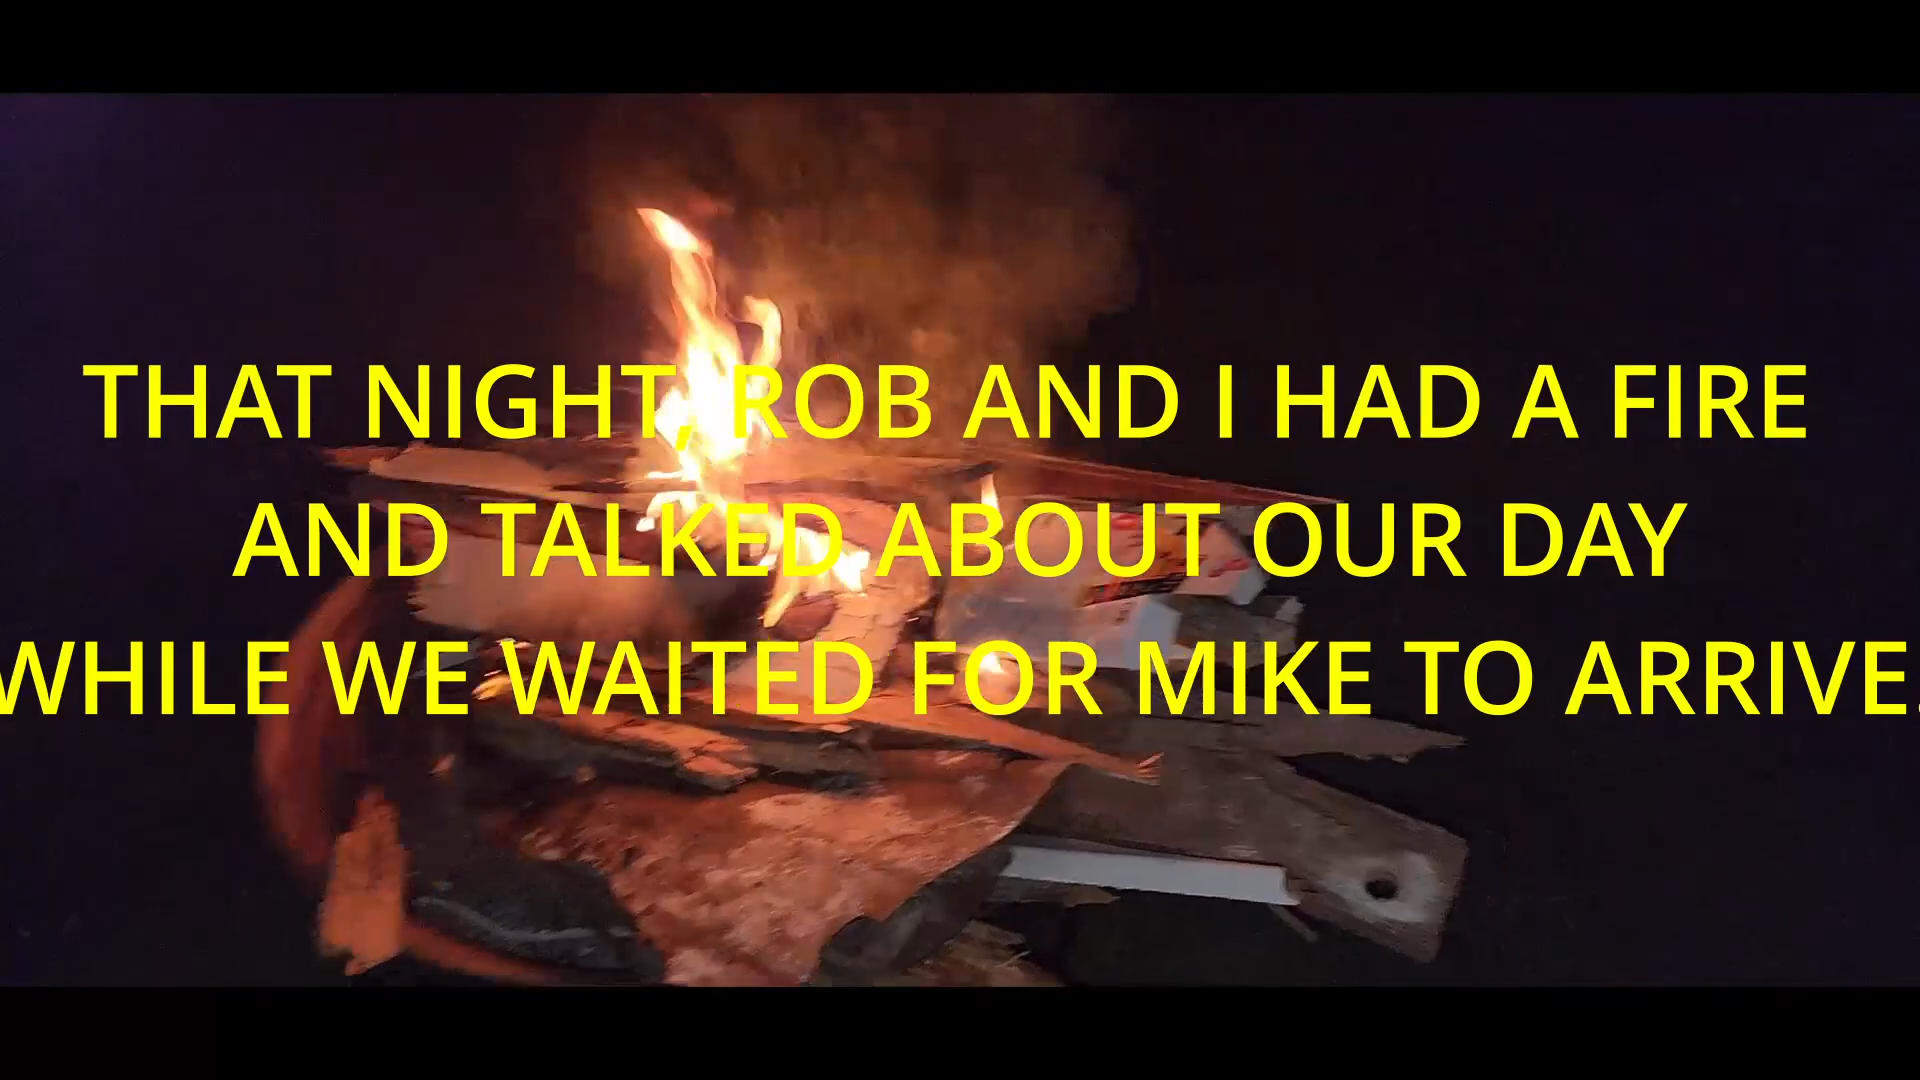 THAT NIGHT, ROB AND I HAD A FIRE
AND TALKED ABOUT OUR DAY
WHILE WE WAITED FOR MIKE TO ARRIVE.